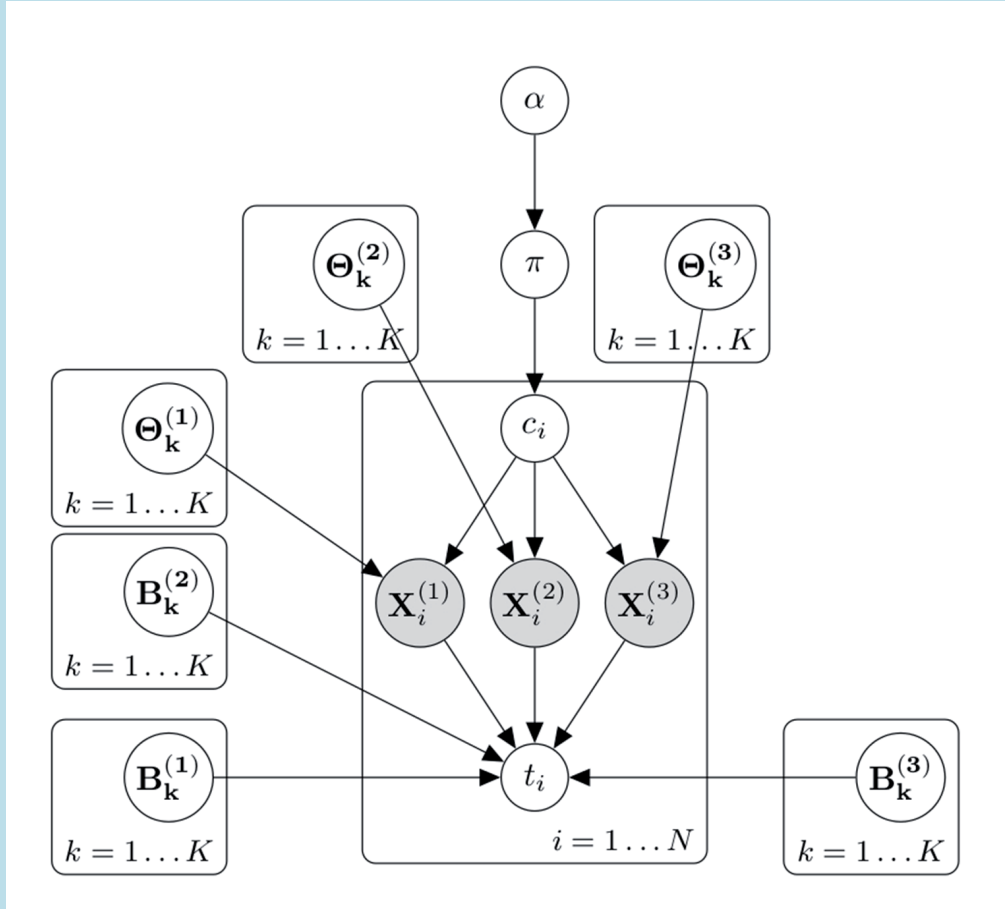 α
Θ_k^(2)
π
Θ_k^(3)
k = 1...K
k = 1...K
Θ_k^(1)
c_i
k = 1...K
B_k^(2)
X_i^(1)
X_i^(2)
X_i^(3)
k = 1...K
B_k^(1)
t_i
B_k^(3)
k = 1...K
i = 1...N
k = 1...K